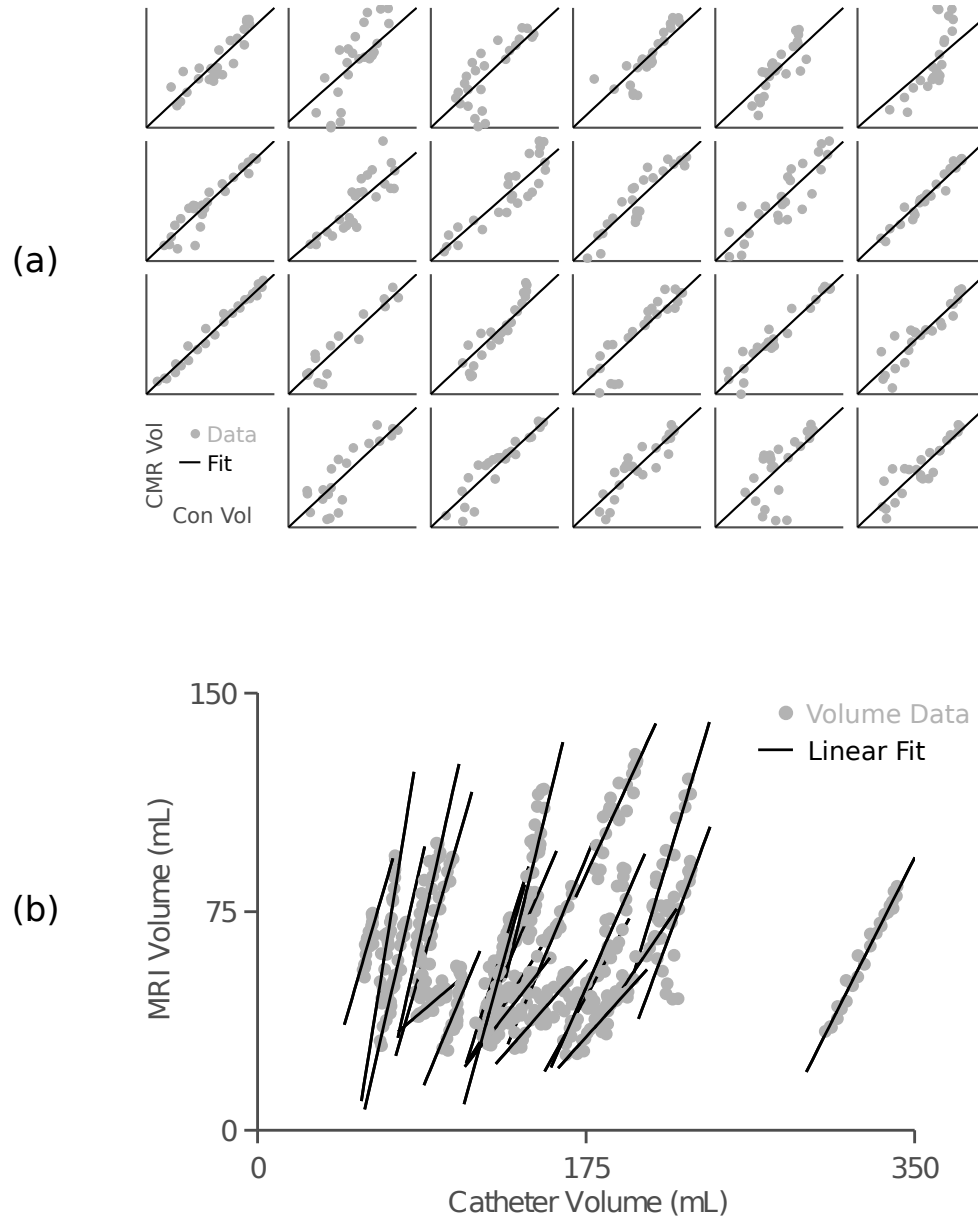 (a)
CMR Vol
Data
Fit
Con Vol
(b)
150
75
0
MRI Volume (mL)
Volume Data
Linear Fit
0
175
350
Catheter Volume (mL)